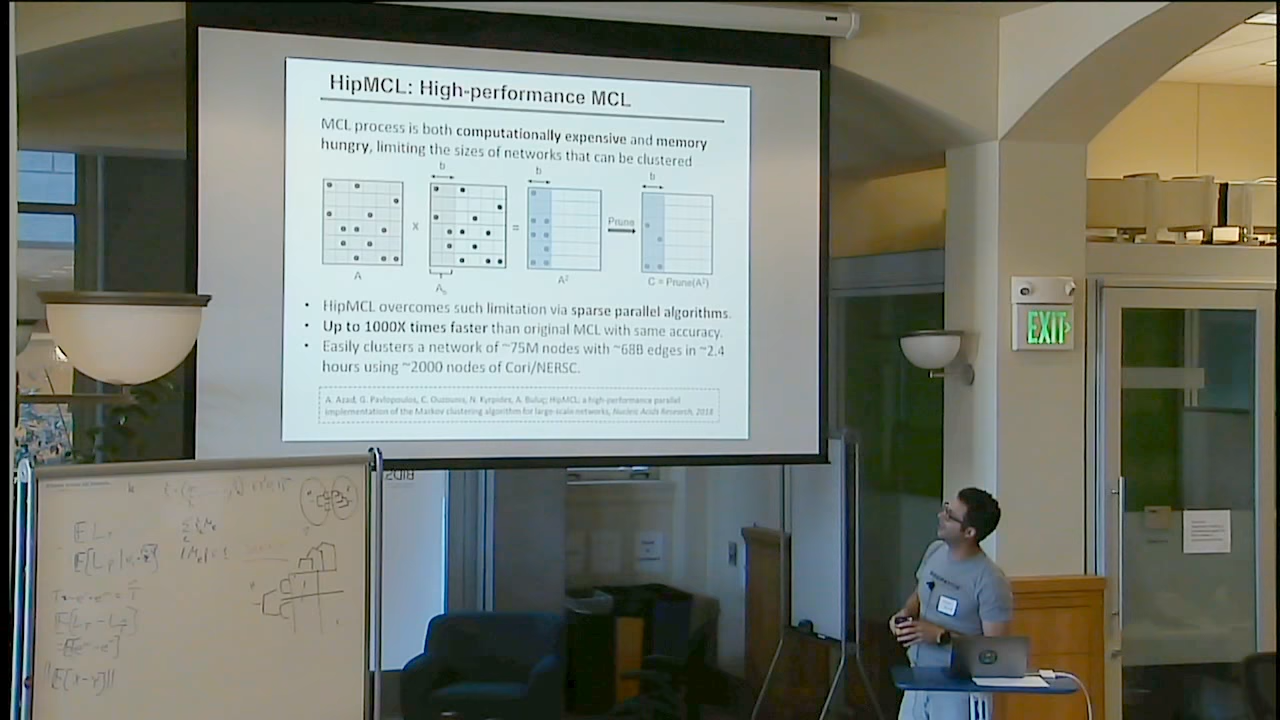 HipMCL: High-performance MCL
MCL process is both computationally expensive and memory
hungry, limiting the sizes of networks that can be clustered
b
b
b
x
=
Prune
A
A²
C = Prune(A²)
Ab
• HipMCL overcomes such limitation via sparse parallel algorithms.
• Up to 1000X times faster than original MCL with same accuracy.
• Easily clusters a network of ~75M nodes with ~68B edges in ~2.4
hours using ~2000 nodes of Cori/NERSC.
A. Azad, G. Pavlopoulos, C. Ouzounis, N. Kyrpides, A. Buluç; HipMCL: a high-performance parallel
implementation of the Markov clustering algorithm for large-scale networks, Nucleic Acids Research, 2018
EXIT
BIDS